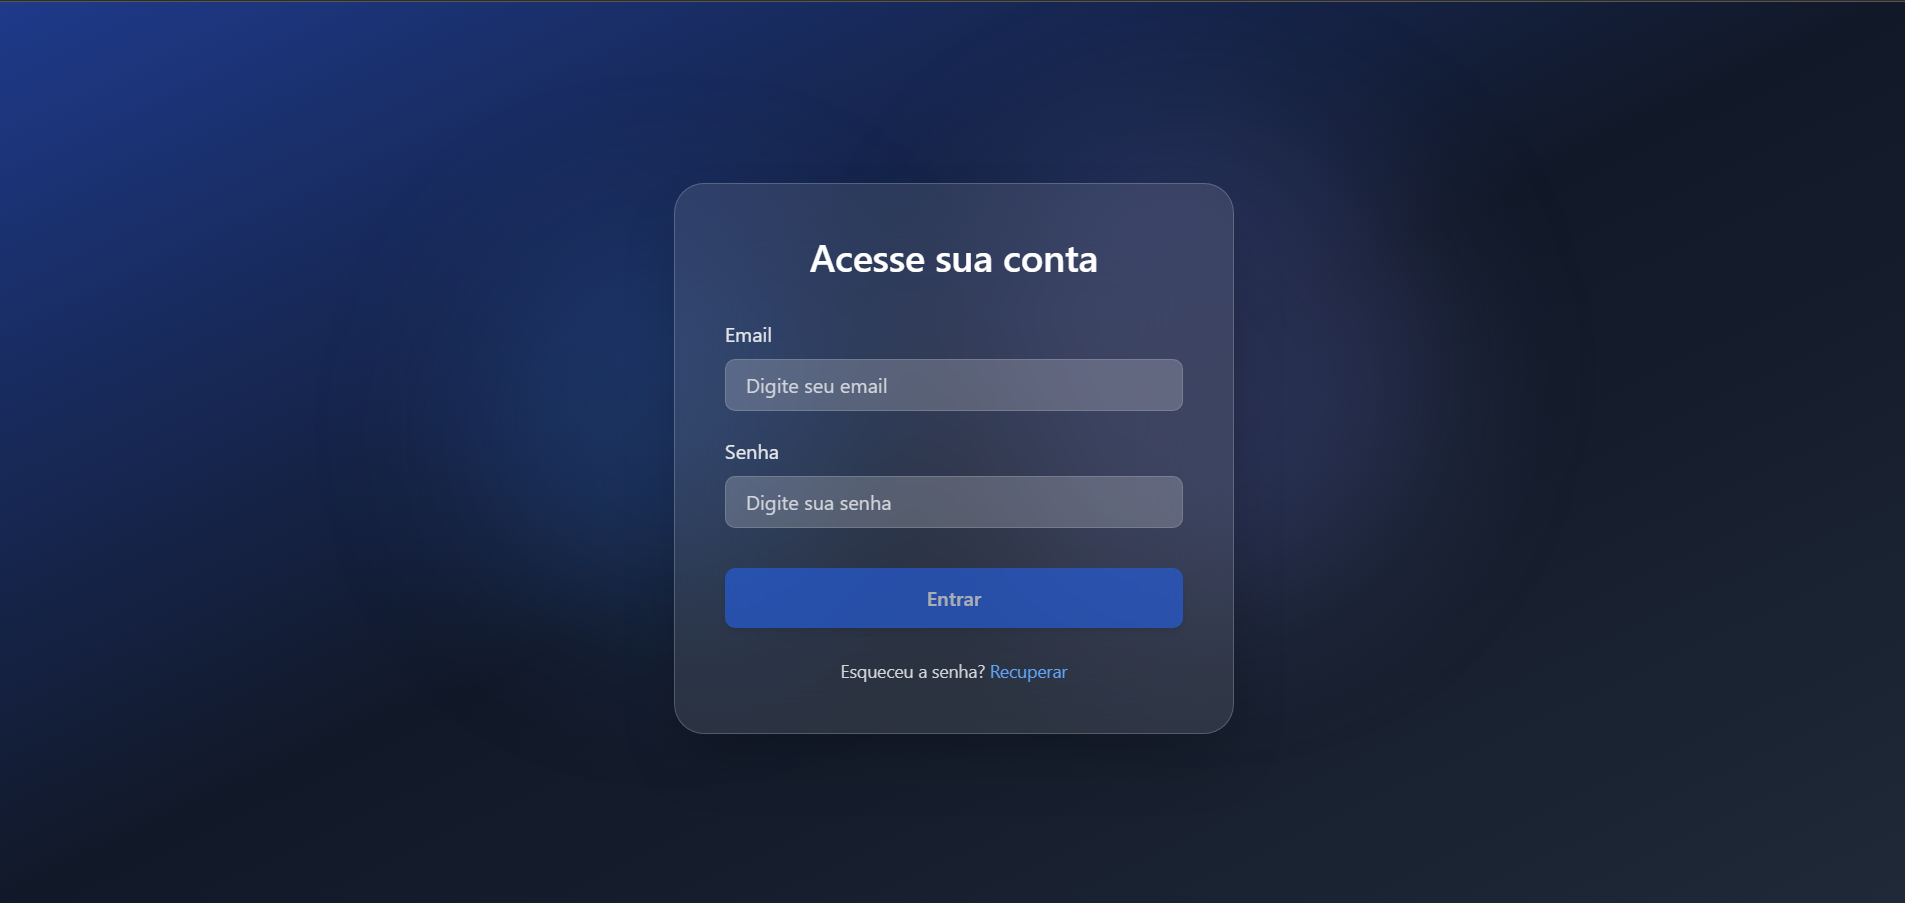 Acesse sua conta
Email
Digite seu email
Senha
Digite sua senha
Entrar
Esqueceu a senha? Recuperar